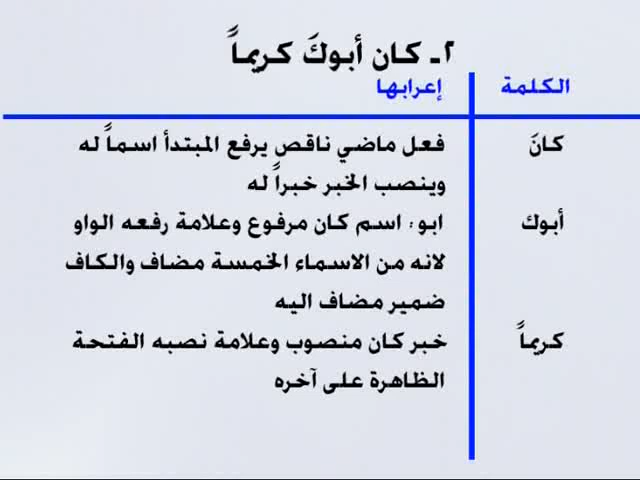 ٢ـ كان أبوكَ كريماً
الكلمة إعرابها
كانَ فعل ماضي ناقص يرفع المبتدأ اسماً له
وينصب الخبر خبراً له
أبوك ابو: اسم كان مرفوع وعلامة رفعه الواو
لانه من الاسماء الخمسة مضاف والكاف
ضمير مضاف اليه
كريماً خبر كان منصوب وعلامة نصبه الفتحة
الظاهرة على آخره